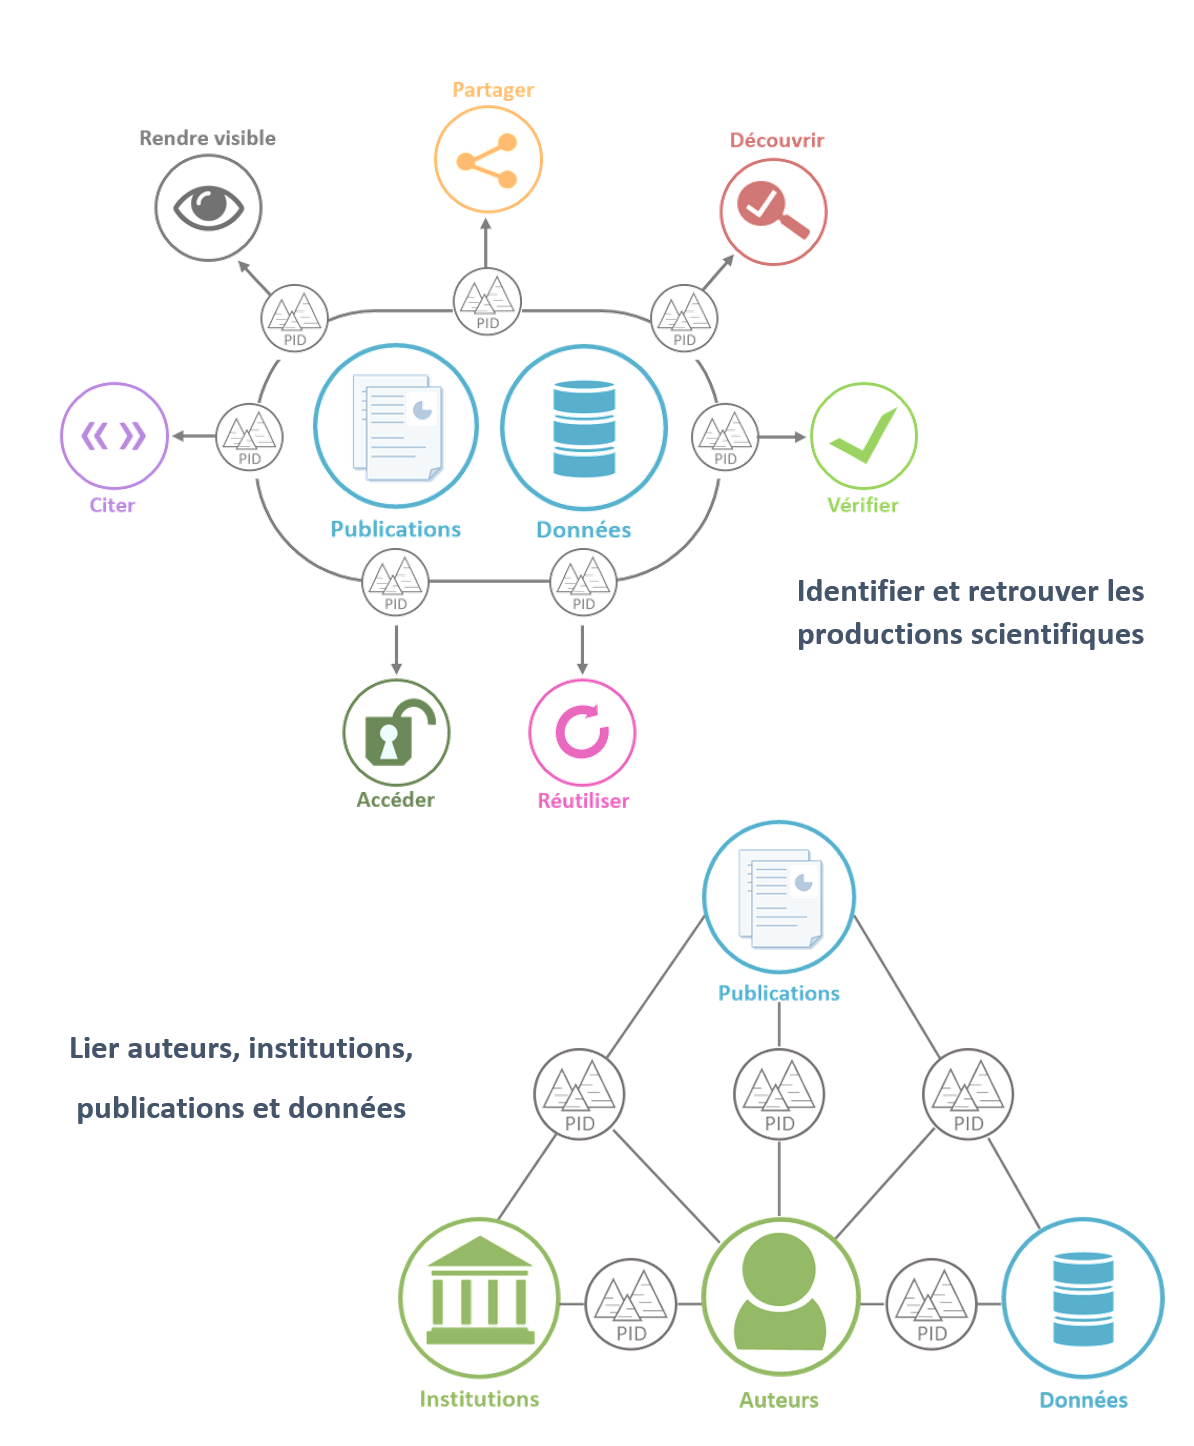 Partager
Rendre visible
Découvrir
PID
PID
PID
PID
PID
Citer
Vérifier
Publications
Données
PID
PID
Identifier et retrouver les
productions scientifiques
Accéder
Réutiliser
Publications
Lier auteurs, institutions,
publications et données
PID
PID
PID
PID
PID
Institutions
Auteurs
Données